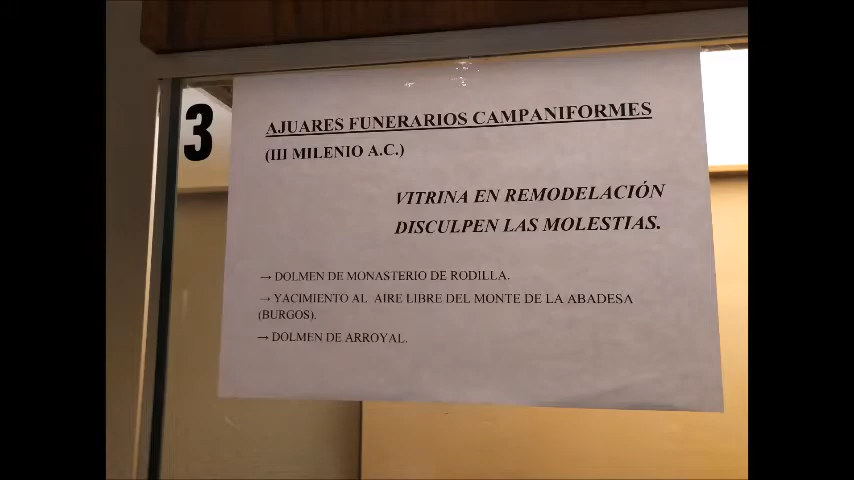 3
AJUARES FUNERARIOS CAMPANIFORMES
(III MILENIO A.C.)
VITRINA EN REMODELACIÓN
DISCULPEN LAS MOLESTIAS.
→ DOLMEN DE MONASTERIO DE RODILLA.
→ YACIMIENTO AL AIRE LIBRE DEL MONTE DE LA ABADESA
(BURGOS).
→ DOLMEN DE ARROYAL.